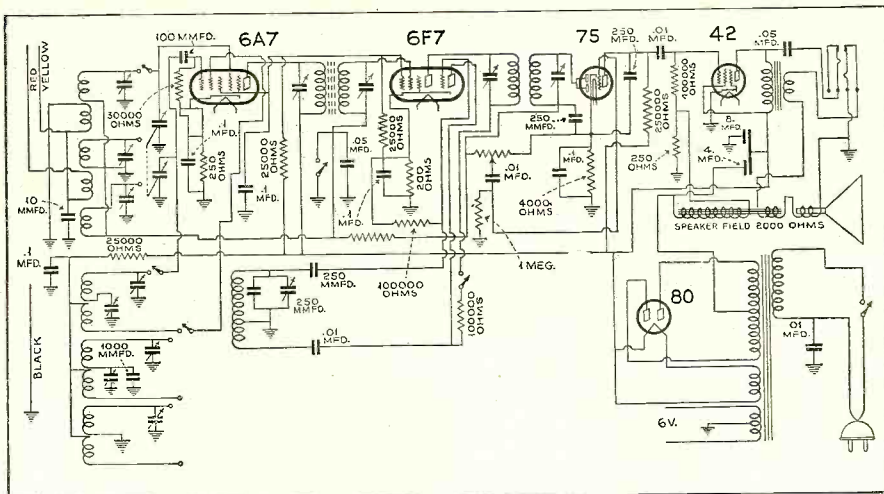 100 MMFD.
6A7
6F7
75
250
MMFD.
.01
MFD.
42
.05
MFD.
RED
YELLOW
30000
OHMS
.1
MFD.
250
OHMS
.1
MFD.
25000
OHMS
.05
MFD.
25000
OHMS
.1
MFD.
100000
OHMS
250
MMFD.
.01
MFD.
.1
MFD.
4000
OHMS
1 MEG.
250000
OHMS
100000
OHMS
250
OHMS
8.
MFD.
4.
MFD.
SPEAKER FIELD 2000 OHMS
10
MMFD.
.1
MFD.
25000
OHMS
250
MMFD.
250
MMFD.
.01
MFD.
100000
OHMS
80
.01
MFD.
BLACK
1000
MMFD.
6V.